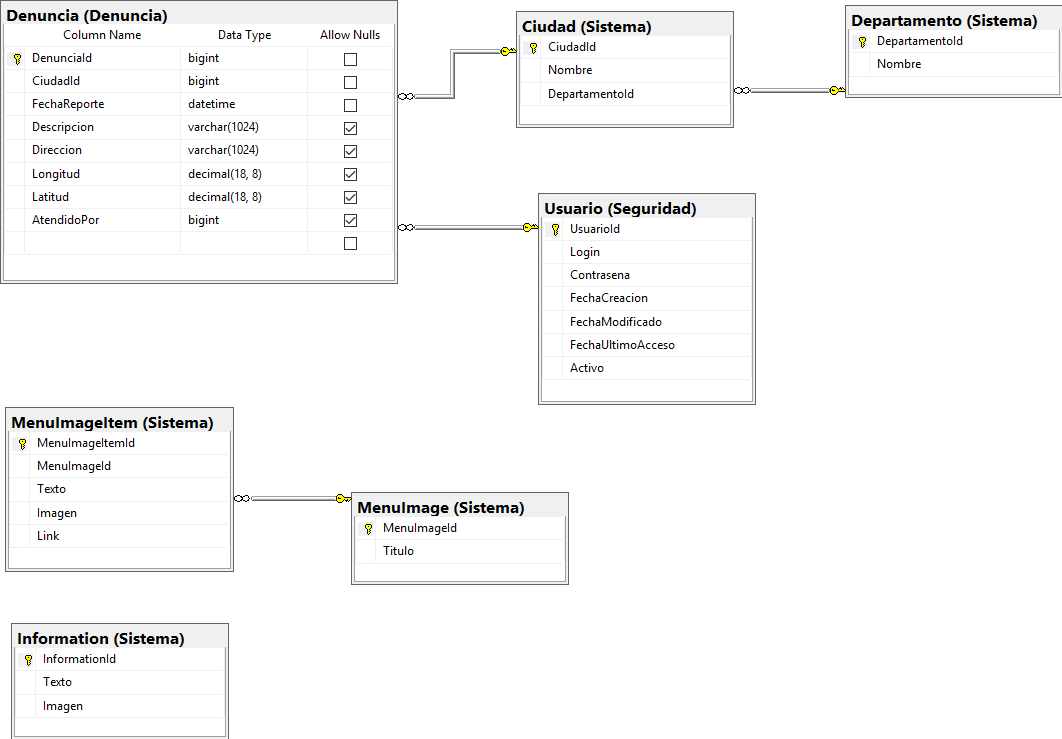 Denuncia (Denuncia)
Column Name Data Type Allow Nulls
DenunciaId bigint
CiudadId bigint
FechaReporte datetime
Descripcion varchar(1024)
Direccion varchar(1024)
Longitud decimal(18, 8)
Latitud decimal(18, 8)
AtendidoPor bigint
Ciudad (Sistema)
CiudadId
Nombre
DepartamentoId
Departamento (Sistema)
DepartamentoId
Nombre
Usuario (Seguridad)
UsuarioId
Login
Contrasena
FechaCreacion
FechaModificado
FechaUltimoAcceso
Activo
MenuImageItem (Sistema)
MenuImageItemId
MenuImageId
Texto
Imagen
Link
MenuImage (Sistema)
MenuImageId
Titulo
Information (Sistema)
InformationId
Texto
Imagen